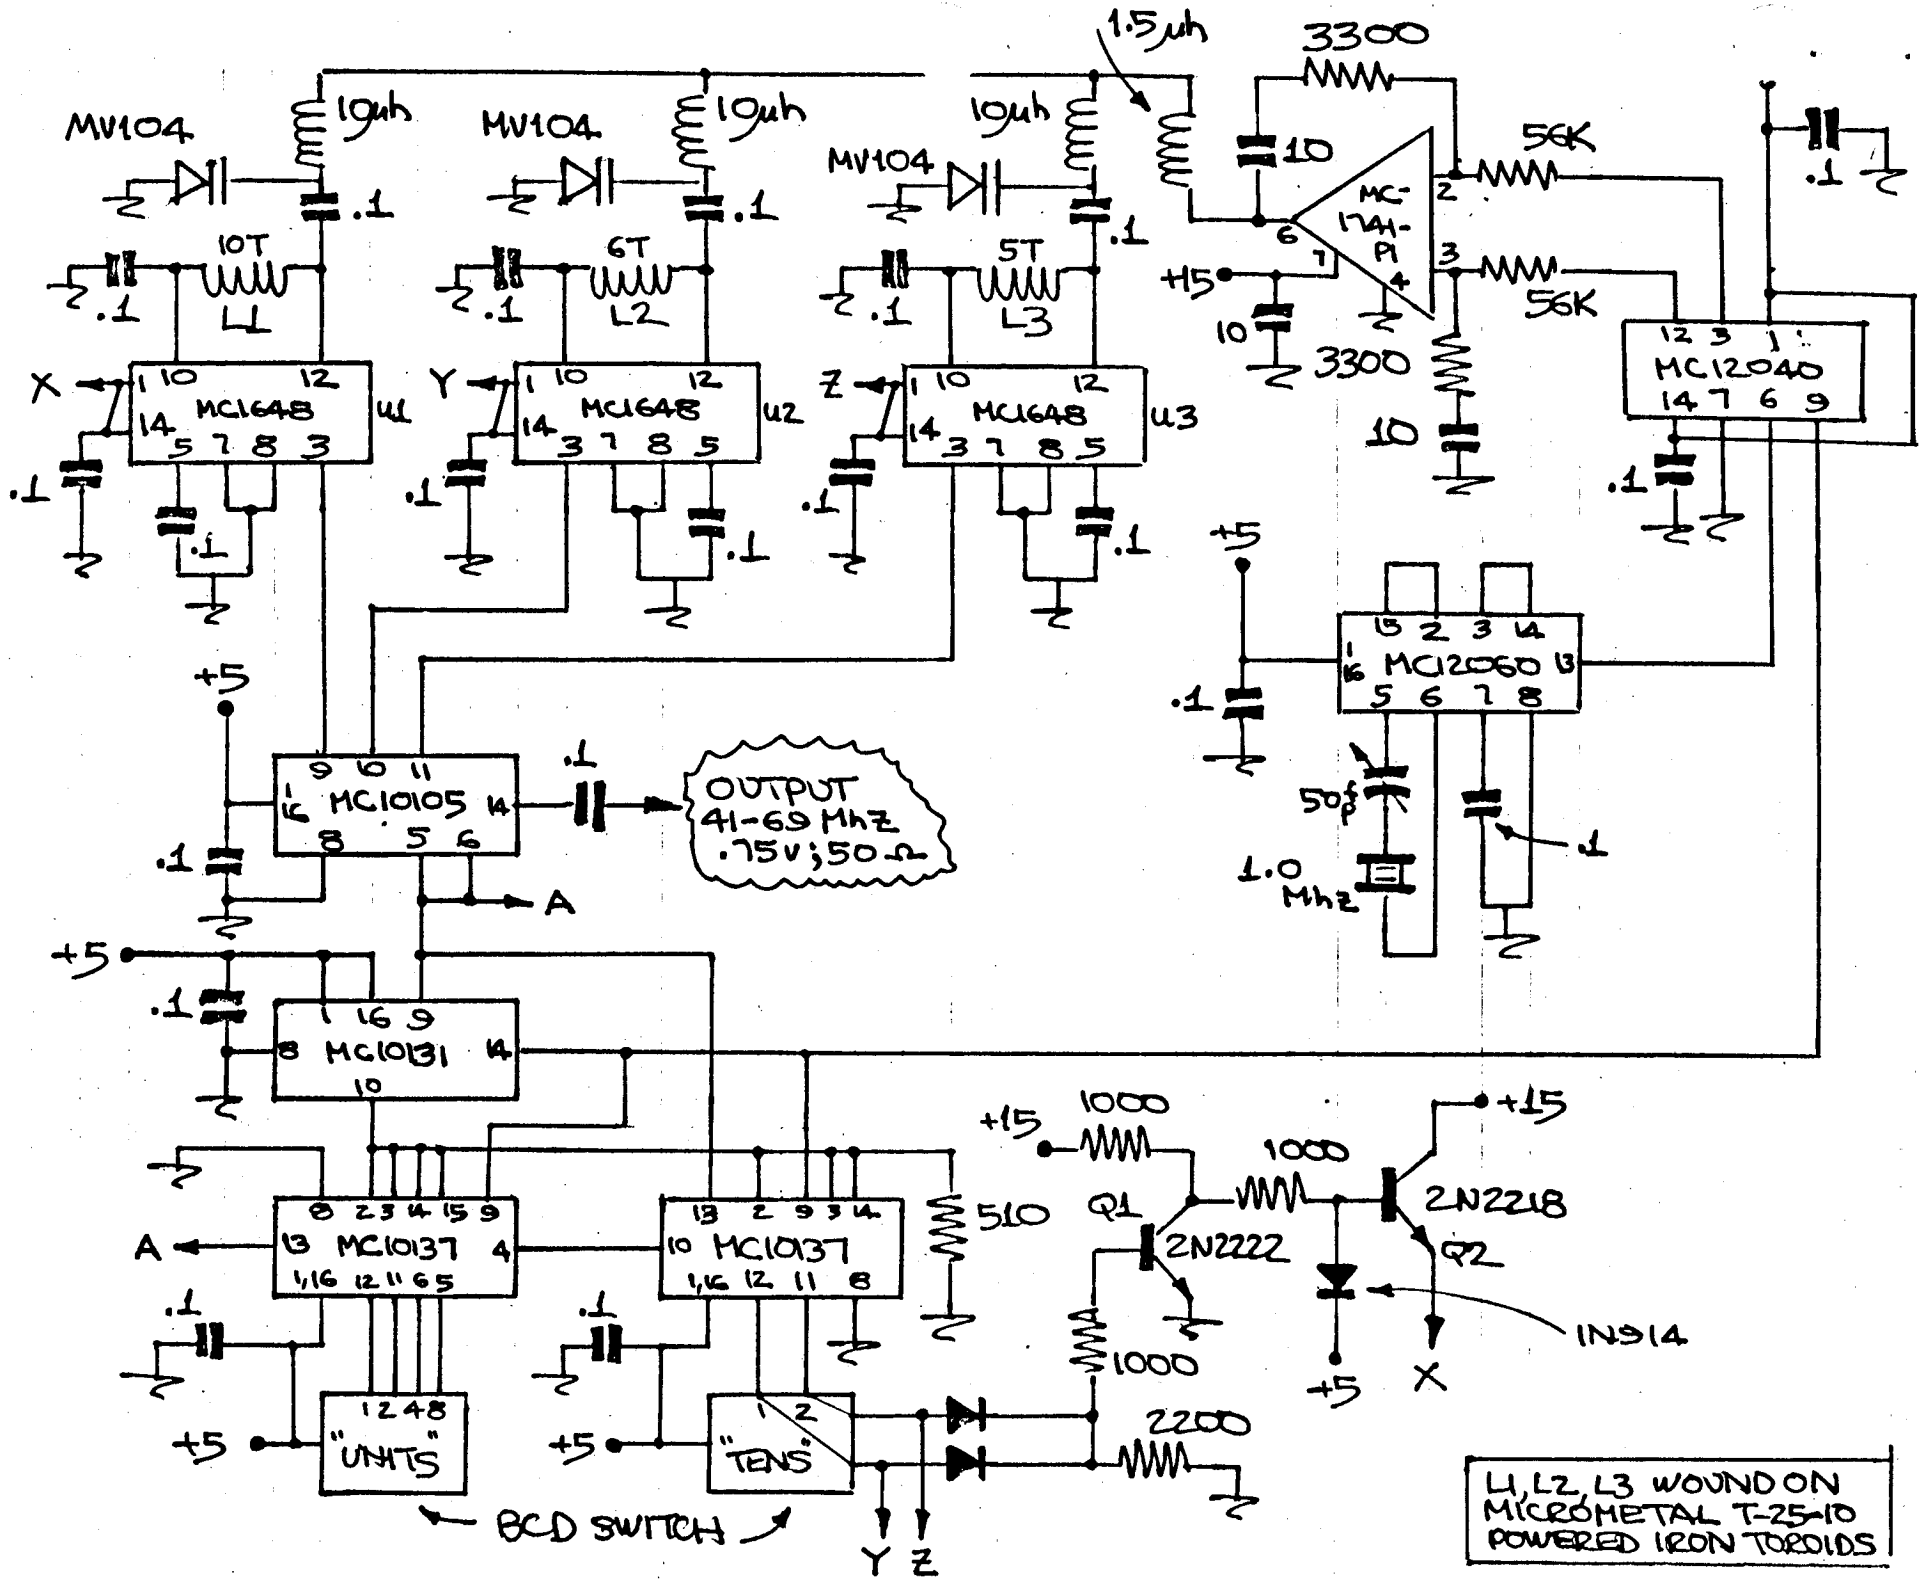 1.5 µh
3300
10µh
10µh
10µh
MV104
MV104
MV104
10
56K
.1
.1
.1
.1
MC-
1741-
P1
2
3
4
6
7
10T
6T
5T
+15
10
56K
.1
L1
.1
L2
.1
L3
3300
12 3 1
MC12040
14 7 6 9
X
1 10 12
MC1648
14 5 7 8 3
U1
Y
1 10 12
MC1648
14 3 7 8 5
U2
Z
1 10 12
MC1648
14 3 7 8 5
U3
10
.1
.1
.1
.1
.1
.1
.1
+5
15 2 3 14
1
16
MC12060
13
5 6 7 8
+5
.1
50pf
.1
1.0
Mhz
9 10 11
1
16
MC10105
14
8 5 6
.1
.1
OUTPUT
41-69 Mhz
.75V; 50Ω
A
+5
.1
1 16 9
8 MC10131 14
10
+15
1000
1000
+15
8 2 3 14 15 9
A
13 MC10137 4
1,16 12 11 6 5
13 2 9 3 14
10 MC10137
1,16 12 11 8
510
Q1
2N2222
2N2218
Q2
.1
.1
1000
1N914
+5
X
+5
1 2 4 8
"UNITS"
+5
1 2
"TENS"
2200
BCD SWITCH
Y Z
L1, L2, L3 WOUND ON
MICROMETAL T-25-10
POWERED IRON TOROIDS